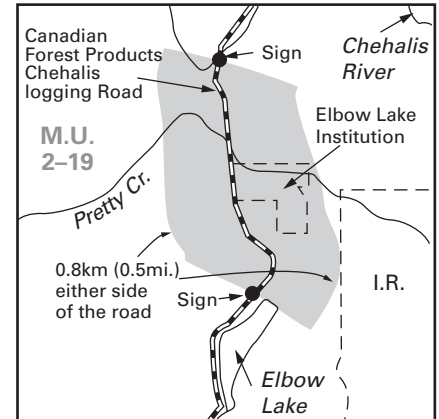 Canadian
Forest Products
Chehalis
logging Road
Sign
Chehalis
River
Elbow Lake
Institution
M.U.
2–19
Pretty Cr.
0.8km (0.5mi.)
either side
of the road
Sign
I.R.
Elbow
Lake